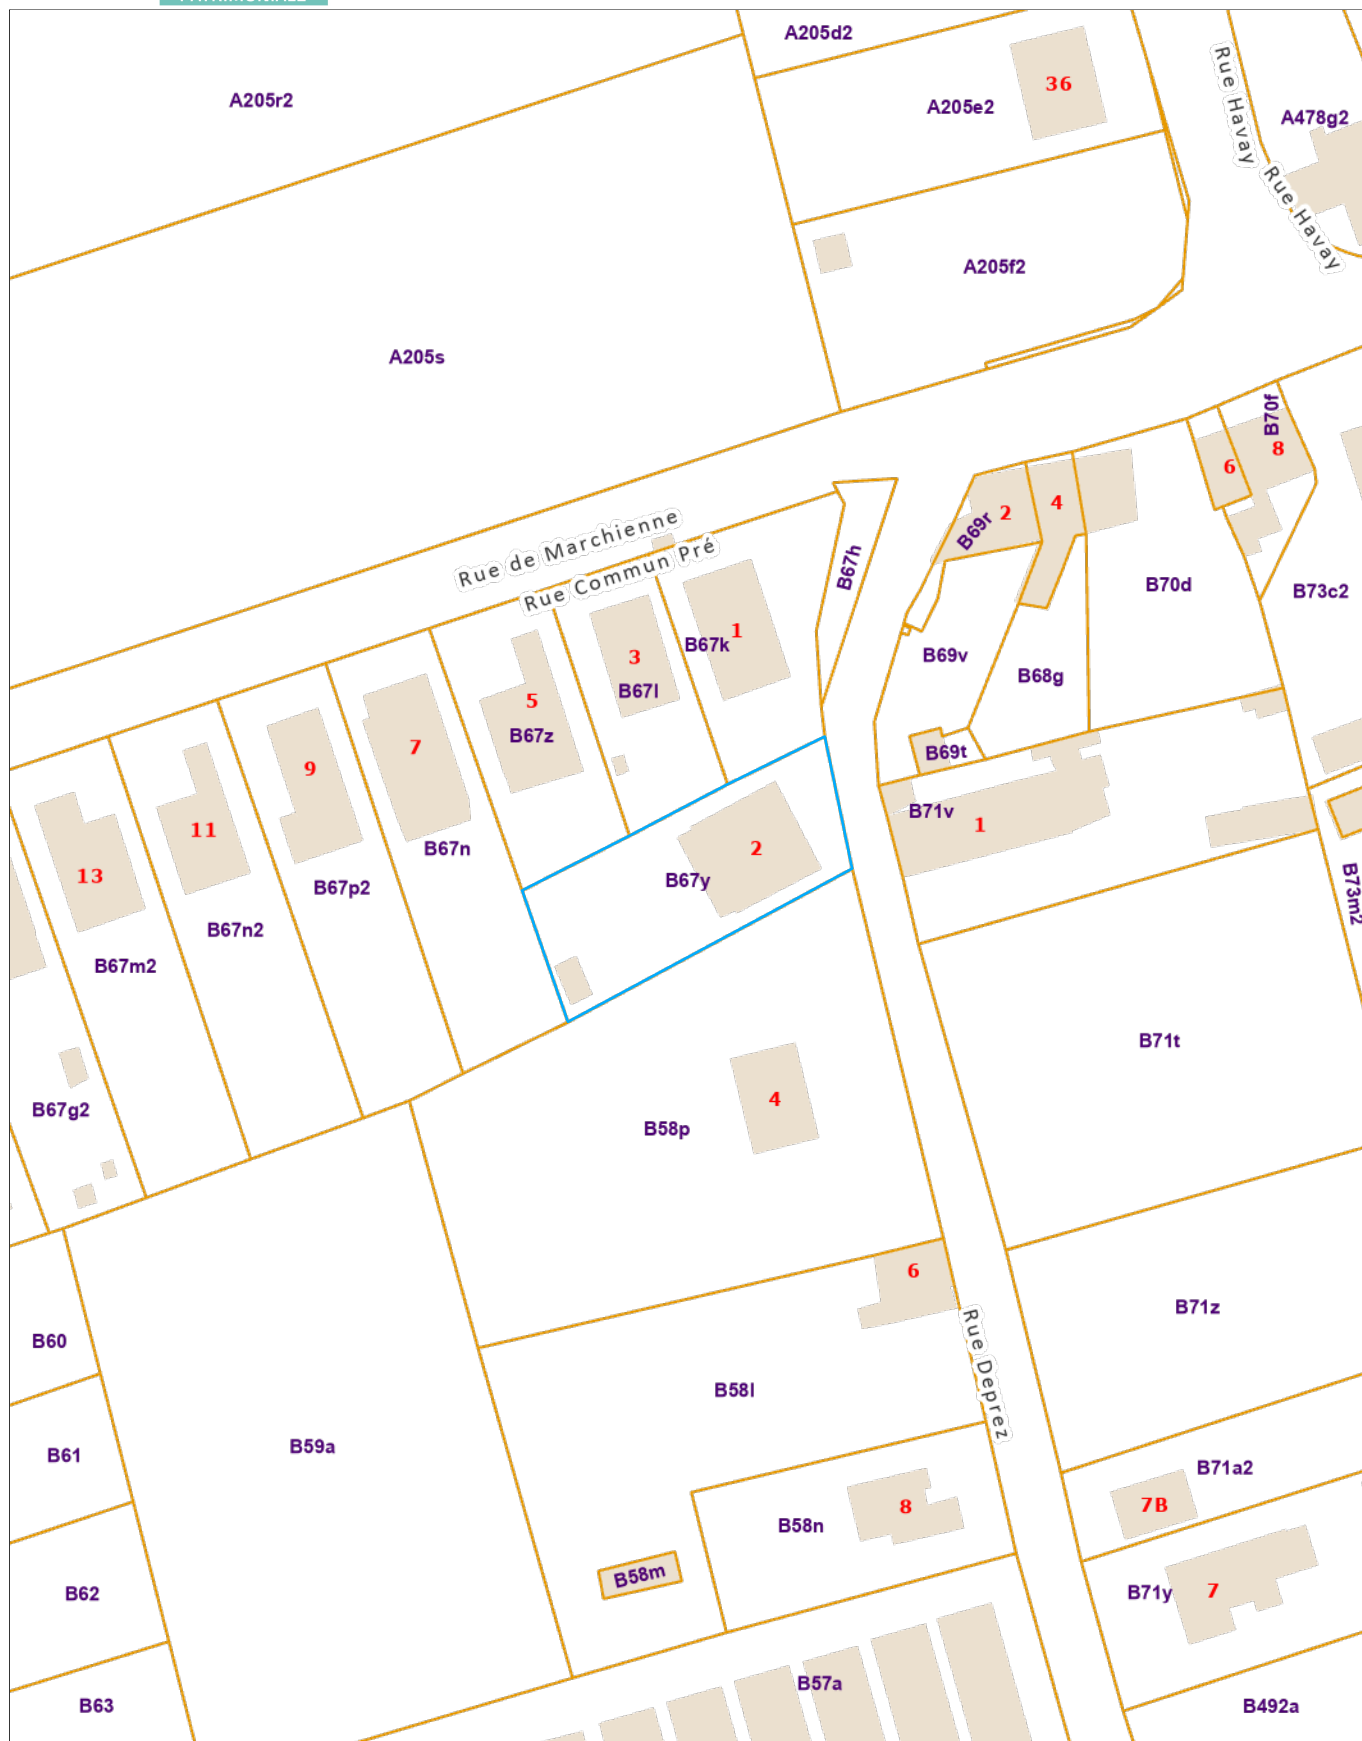 A205d2
36
A205r2
A205e2
Rue Havay
A478g2
Rue Havay
A205f2
A205s
B70f
8
6
2
4
B69r
Rue de Marchienne
Rue Commun Pré
B67h
B70d
B73c2
1
B67k
3
B67l
B69v
B68g
5
B67z
7
9
B69t
B71v
1
11
2
B67n
B67y
13
B67p2
B73m2
B67n2
B67m2
B71t
B67g2
4
B58p
6
B71z
B60
Rue Deprez
B58l
B59a
B61
B71a2
7B
8
B58n
B58m
B62
B71y
7
B57a
B63
B492a